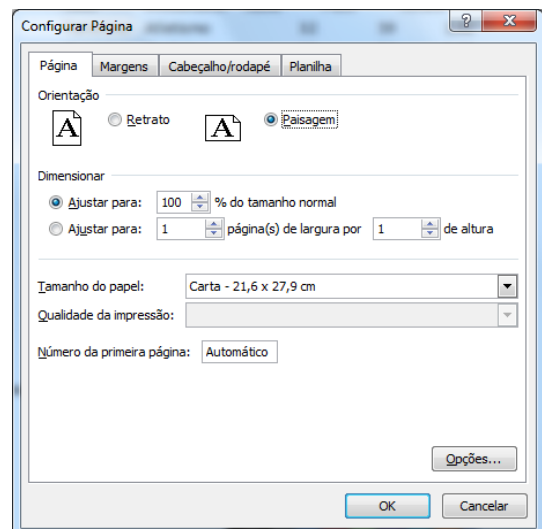 Configurar Página
Página Margens Cabeçalho/rodapé Planilha
Orientação
A Retrato A Paisagem
Dimensionar
Ajustar para: 100 % do tamanho normal
Ajustar para: 1 página(s) de largura por 1 de altura
Tamanho do papel: Carta - 21,6 x 27,9 cm
Qualidade da impressão:
Número da primeira página: Automático
Opções...
OK Cancelar